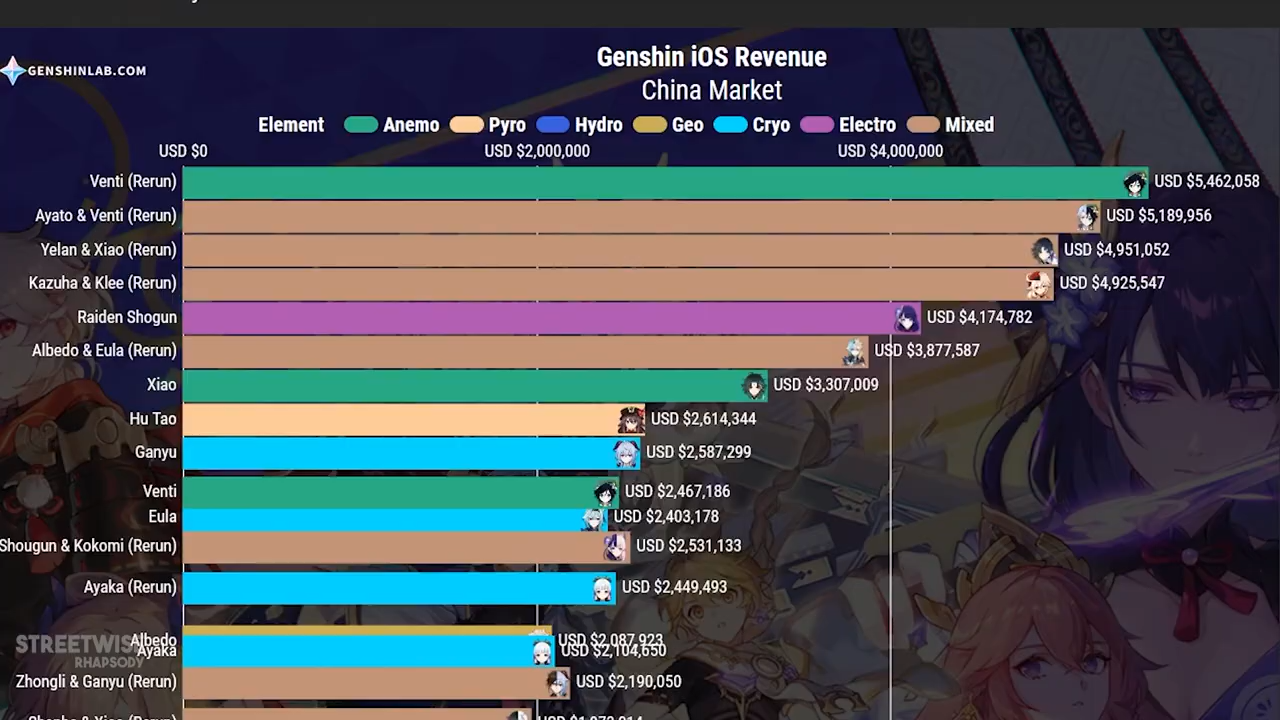 GENSHINLAB.COM
Genshin iOS Revenue
China Market
Element Anemo Pyro Hydro Geo Cryo Electro Mixed
USD $0 USD $2,000,000 USD $4,000,000
Venti (Rerun) USD $5,462,058
Ayato & Venti (Rerun) USD $5,189,956
Yelan & Xiao (Rerun) USD $4,951,052
Kazuha & Klee (Rerun) USD $4,925,547
Raiden Shogun USD $4,174,782
Albedo & Eula (Rerun) USD $3,877,587
Xiao USD $3,307,009
Hu Tao USD $2,614,344
Ganyu USD $2,587,299
Venti USD $2,467,186
Eula USD $2,403,178
Shougun & Kokomi (Rerun) USD $2,531,133
Ayaka (Rerun) USD $2,449,493
Albedo USD $2,087,923
STREETWISE
Ayaka USD $2,104,650
RHAPSODY
Zhongli & Ganyu (Rerun) USD $2,190,050